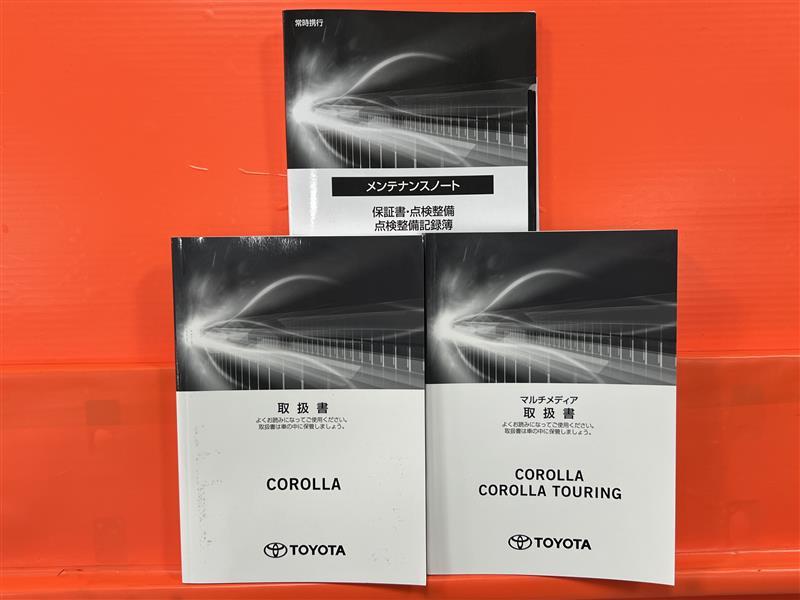 常時携行
メンテナンスノート
保証書・点検整備
点検整備記録簿
取扱書
よくお読みになってご使用ください。
取扱書は車の中に保管しましょう。
COROLLA
TOYOTA
マルチメディア
取扱書
よくお読みになってご使用ください。
取扱書は車の中に保管しましょう。
COROLLA
COROLLA TOURING
TOYOTA